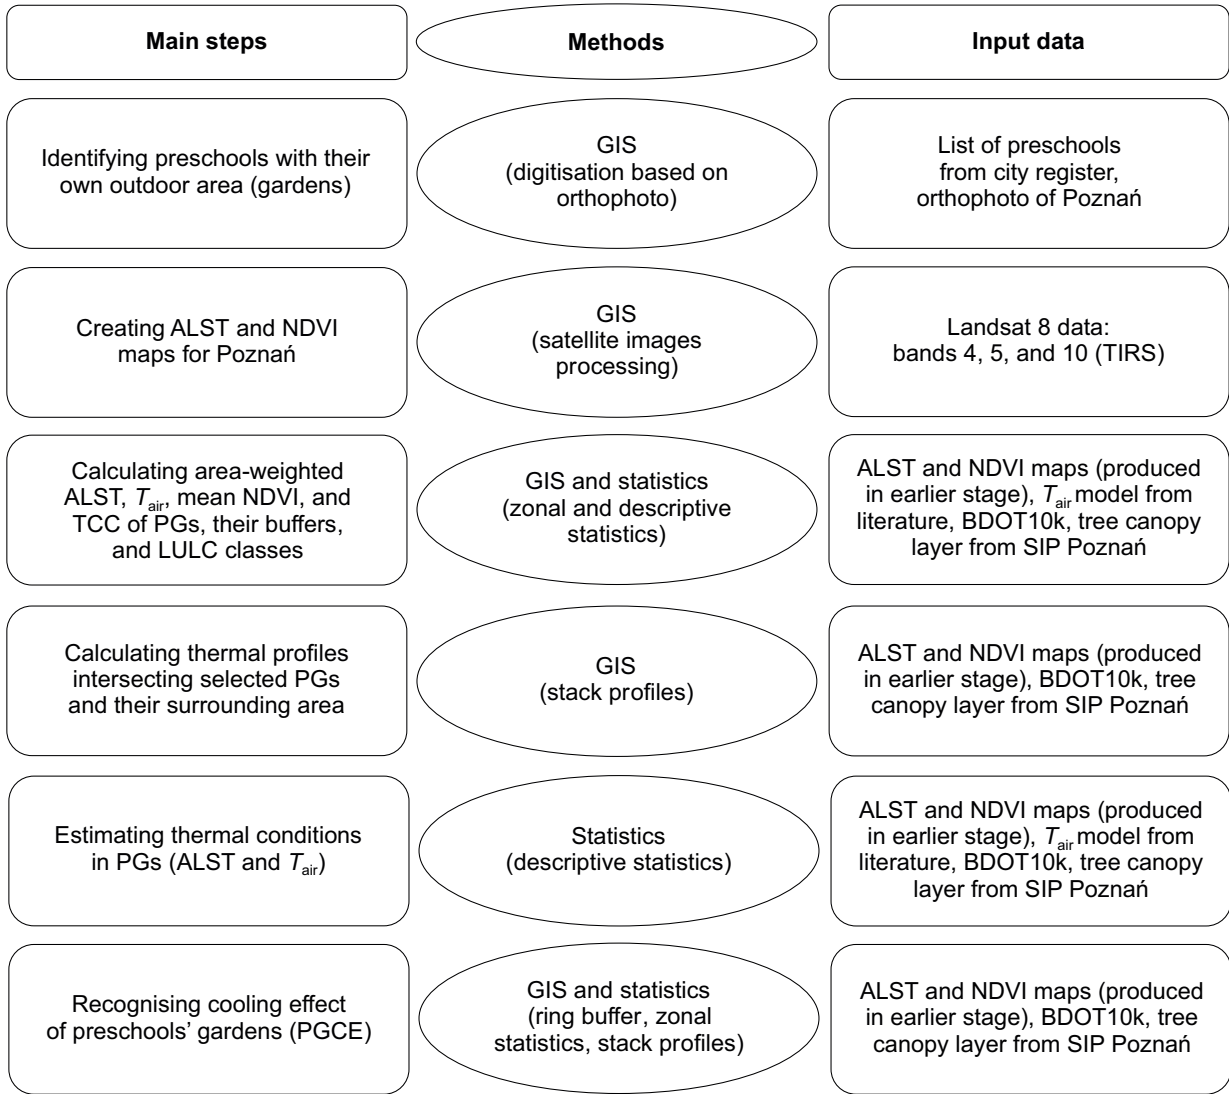 Main steps
Methods
Input data
Identifying preschools with their
own outdoor area (gardens)
GIS
(digitisation based on
orthophoto)
List of preschools
from city register,
orthophoto of Poznań
Creating ALST and NDVI
maps for Poznań
GIS
(satellite images
processing)
Landsat 8 data:
bands 4, 5, and 10 (TIRS)
Calculating area-weighted
ALST, Tair, mean NDVI, and
TCC of PGs, their buffers,
and LULC classes
GIS and statistics
(zonal and descriptive
statistics)
ALST and NDVI maps (produced
in earlier stage), Tair model from
literature, BDOT10k, tree canopy
layer from SIP Poznań
Calculating thermal profiles
intersecting selected PGs
and their surrounding area
GIS
(stack profiles)
ALST and NDVI maps (produced
in earlier stage), BDOT10k, tree
canopy layer from SIP Poznań
Estimating thermal conditions
in PGs (ALST and Tair)
Statistics
(descriptive statistics)
ALST and NDVI maps (produced
in earlier stage), Tair model from
literature, BDOT10k, tree canopy
layer from SIP Poznań
Recognising cooling effect
of preschools’ gardens (PGCE)
GIS and statistics
(ring buffer, zonal
statistics, stack profiles)
ALST and NDVI maps (produced
in earlier stage), BDOT10k, tree
canopy layer from SIP Poznań